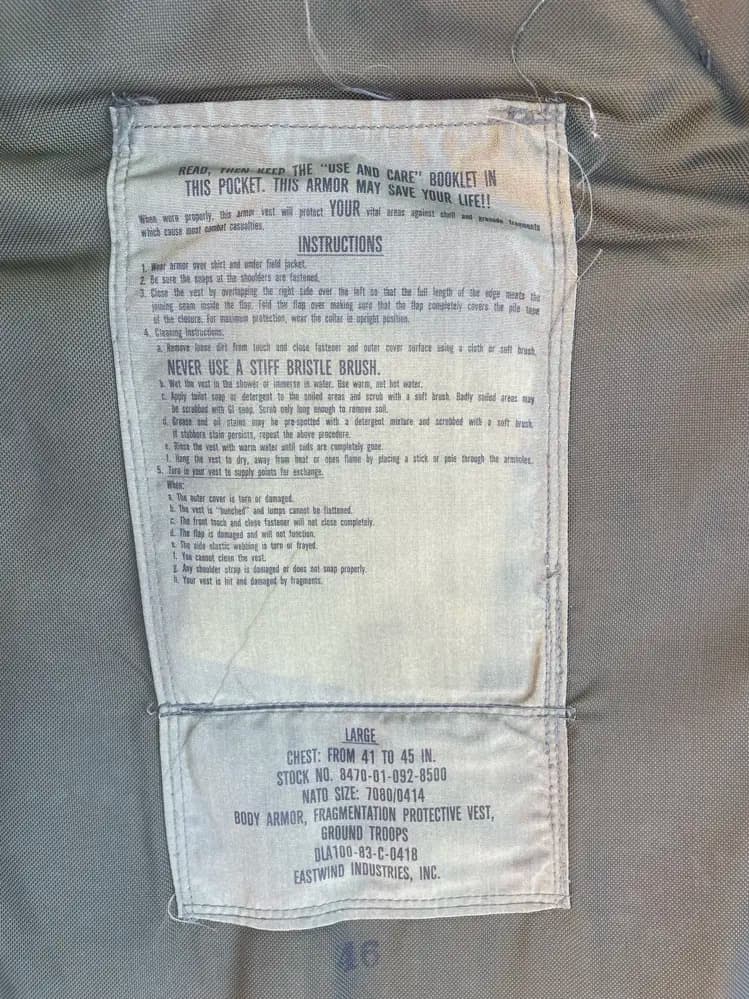 READ, THEN KEEP THE "USE AND CARE" BOOKLET IN
THIS POCKET. THIS ARMOR MAY SAVE YOUR LIFE!!
When worn properly, this armor vest will protect YOUR vital areas against shell and grenade fragments
which cause most combat casualties.
INSTRUCTIONS
1. Wear armor over shirt and under field jacket.
2. Be sure the snaps at the shoulders are fastened.
3. Close the vest by overlapping the right side over the left so that the full length of the edge meets the
joining seam inside the flap. Fold the flap over making sure that the flap completely covers the pile tape
of the closure. For maximum protection, wear the collar in upright position.
4. Cleaning Instructions:
a. Remove loose dirt from touch and close fastener and outer cover surface using a cloth or soft brush.
NEVER USE A STIFF BRISTLE BRUSH.
b. Wet the vest in the shower or immerse in water. Use warm, not hot water.
c. Apply toilet soap or detergent to the soiled areas and scrub with a soft brush. Badly soiled areas may
be scrubbed with GI soap. Scrub only long enough to remove soil.
d. Grease and oil stains may be pre-spotted with a detergent mixture and scrubbed with a soft brush.
If stubborn stain persists, repeat the above procedure.
e. Rinse the vest with warm water until suds are completely gone.
f. Hang the vest to dry, away from heat or open flame by placing a stick or pole through the armholes.
5. Turn in your vest to supply points for exchange.
When:
a. The outer cover is torn or damaged.
b. The vest is "bunched" and lumps cannot be flattened.
c. The front touch and close fastener will not close completely.
d. The flap is damaged and will not function.
e. The side elastic webbing is torn or frayed.
f. You cannot clean the vest.
g. Any shoulder strap is damaged or does not snap properly.
h. Your vest is hit and damaged by fragments.
LARGE
CHEST: FROM 41 TO 45 IN.
STOCK NO. 8470-01-092-8500
NATO SIZE: 7080/0414
BODY ARMOR, FRAGMENTATION PROTECTIVE VEST,
GROUND TROOPS
DLA100-83-C-0418
EASTWIND INDUSTRIES, INC.
46